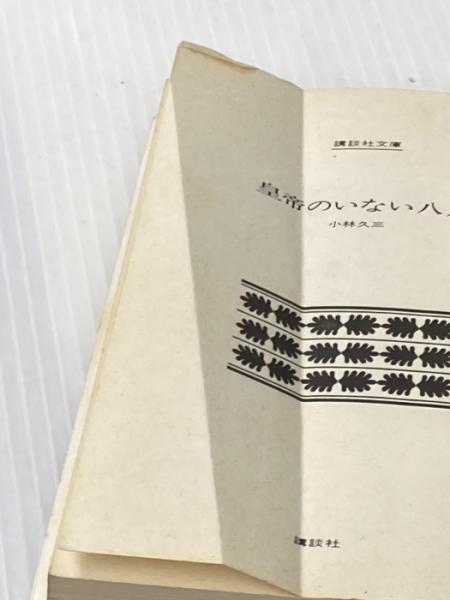 講談社文庫
皇帝のいない八
小林久三
講談社